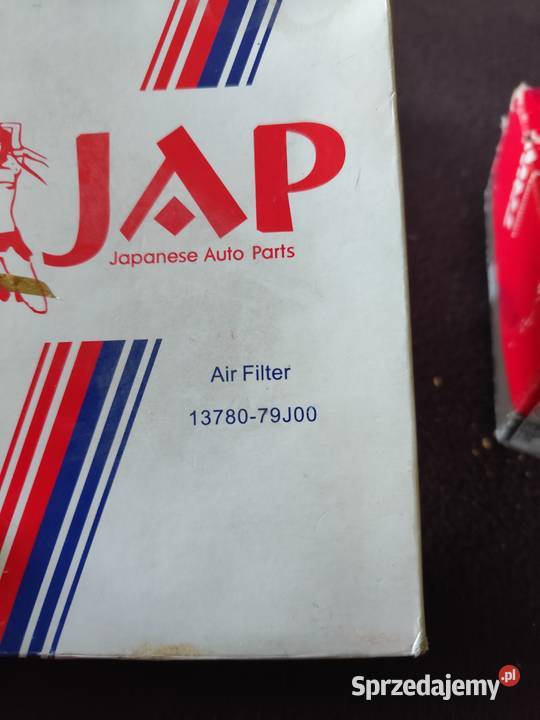 JAP
Japanese Auto Parts
Air Filter
13780-79J00
Sprzedajemy.pl